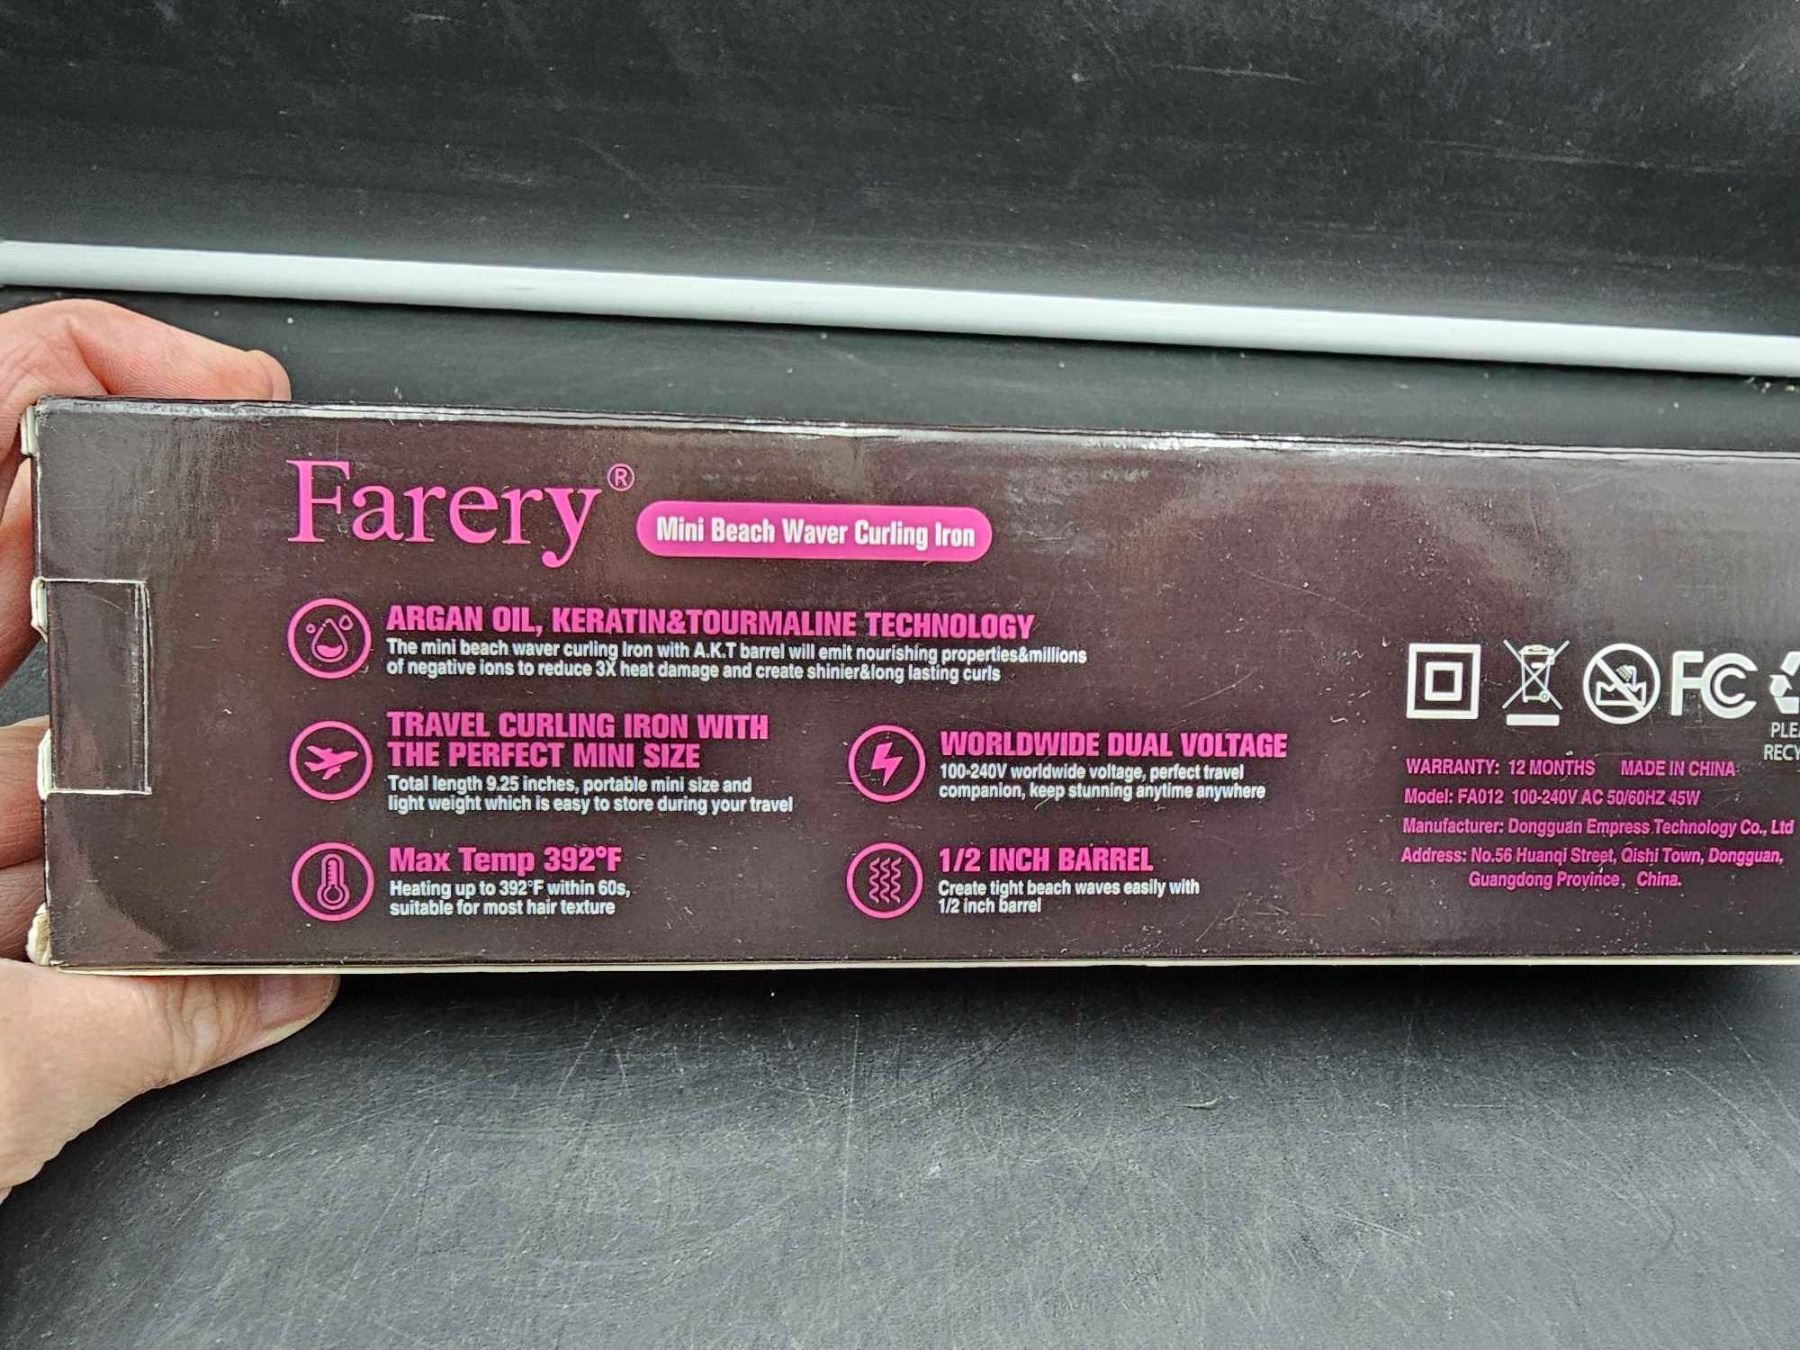 Farery®
Mini Beach Waver Curling Iron
ARGAN OIL, KERATIN&TOURMALINE TECHNOLOGY
The mini beach waver curling Iron with A.K.T barrel will emit nourishing properties&millions
of negative ions to reduce 3X heat damage and create shinier&long lasting curls
TRAVEL CURLING IRON WITH
THE PERFECT MINI SIZE
Total length 9.25 inches, portable mini size and
light weight which is easy to store during your travel
WORLDWIDE DUAL VOLTAGE
100-240V worldwide voltage, perfect travel
companion, keep stunning anytime anywhere
Max Temp 392°F
Heating up to 392°F within 60s,
suitable for most hair texture
1/2 INCH BARREL
Create tight beach waves easily with
1/2 inch barrel
FC
PLEA
RECY
WARRANTY: 12 MONTHS MADE IN CHINA
Model: FA012 100-240V AC 50/60HZ 45W
Manufacturer: Dongguan Empress Technology Co., Ltd
Address: No.56 Huanqi Street, Qishi Town, Dongguan,
Guangdong Province, China.